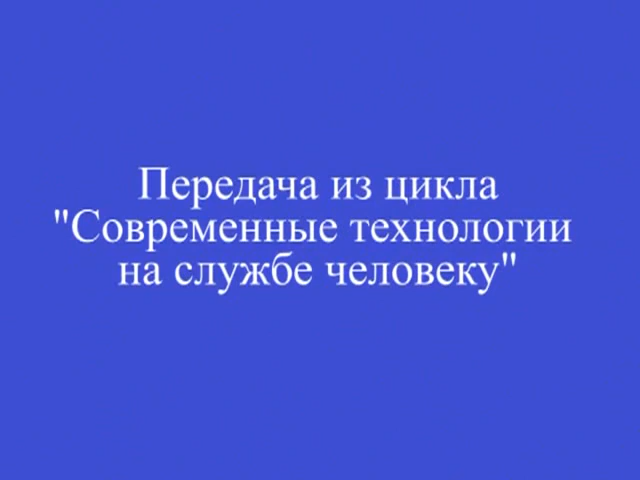 Передача из цикла
"Современные технологии
на службе человеку"